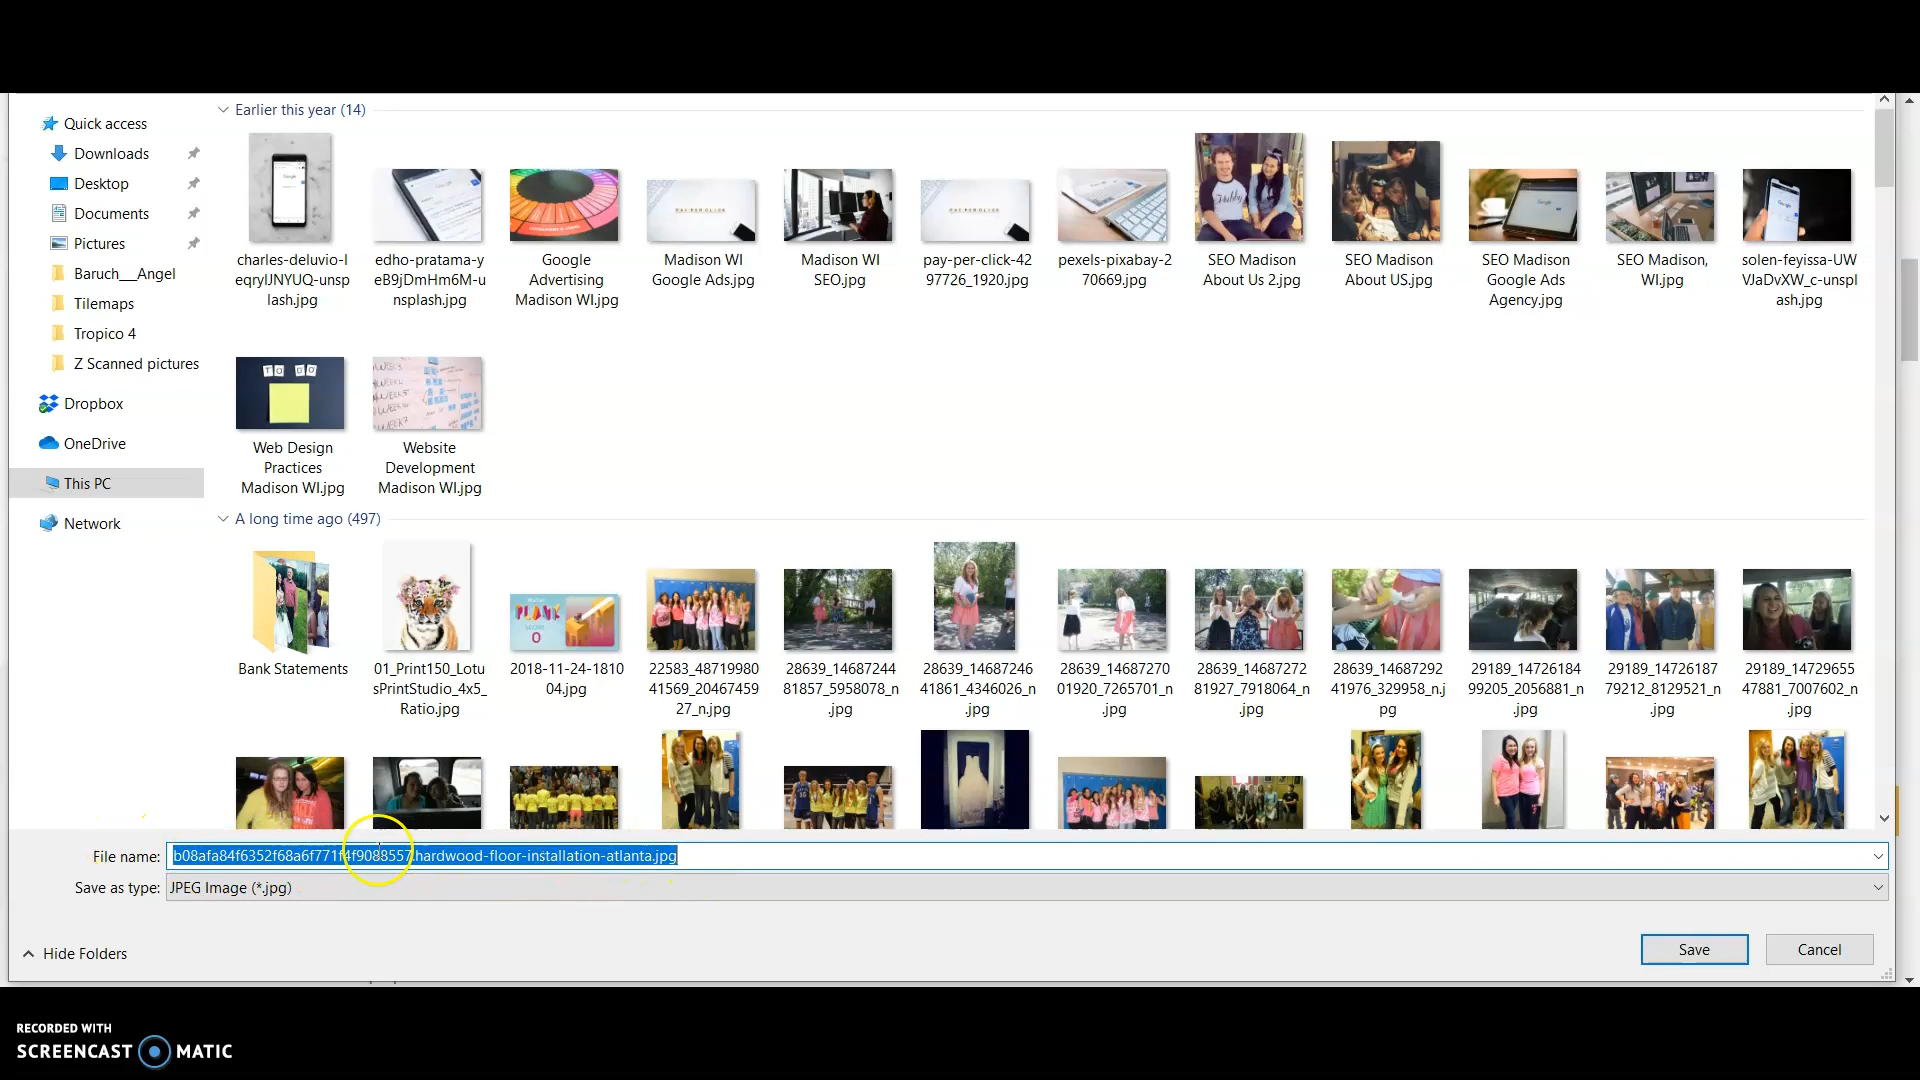 Quick access
Downloads
Desktop
Documents
Pictures
Baruch__Angel
Tilemaps
Tropico 4
Z Scanned pictures
Dropbox
OneDrive
This PC
Network
Earlier this year (14)
charles-deluvio-l
eqryIJNYUQ-unsp
lash.jpg
edho-pratama-y
eB9jDmHm6M-u
nsplash.jpg
Google
Advertising
Madison WI.jpg
Madison WI
Google Ads.jpg
Madison WI
SEO.jpg
pay-per-click-42
97726_1920.jpg
pexels-pixabay-2
70669.jpg
SEO Madison
About Us 2.jpg
SEO Madison
About US.jpg
SEO Madison
Google Ads
Agency.jpg
SEO Madison,
WI.jpg
solen-feyissa-UW
VJaDvXW_c-unspl
ash.jpg
TO DO
Web Design
Practices
Madison WI.jpg
Website
Development
Madison WI.jpg
A long time ago (497)
Bank Statements
01_Print150_Lotu
sPrintStudio_4x5_
Ratio.jpg
2018-11-24-1810
04.jpg
22583_48719980
41569_20467459
27_n.jpg
28639_14687244
81857_5958078_n
.jpg
28639_14687246
41861_4346026_n
.jpg
28639_14687270
01920_7265701_n
.jpg
28639_14687272
81927_7918064_n
.jpg
28639_14687292
41976_329958_n.j
pg
29189_14726184
99205_2056881_n
.jpg
29189_14726187
79212_8129521_n
.jpg
29189_14729655
47881_7007602_n
.jpg
File name: b08afa84f6352f68a6f771f4f9088557.hardwood-floor-installation-atlanta.jpg
Save as type: JPEG Image (*.jpg)
Hide Folders
Save
Cancel
RECORDED WITH
SCREENCAST MATIC